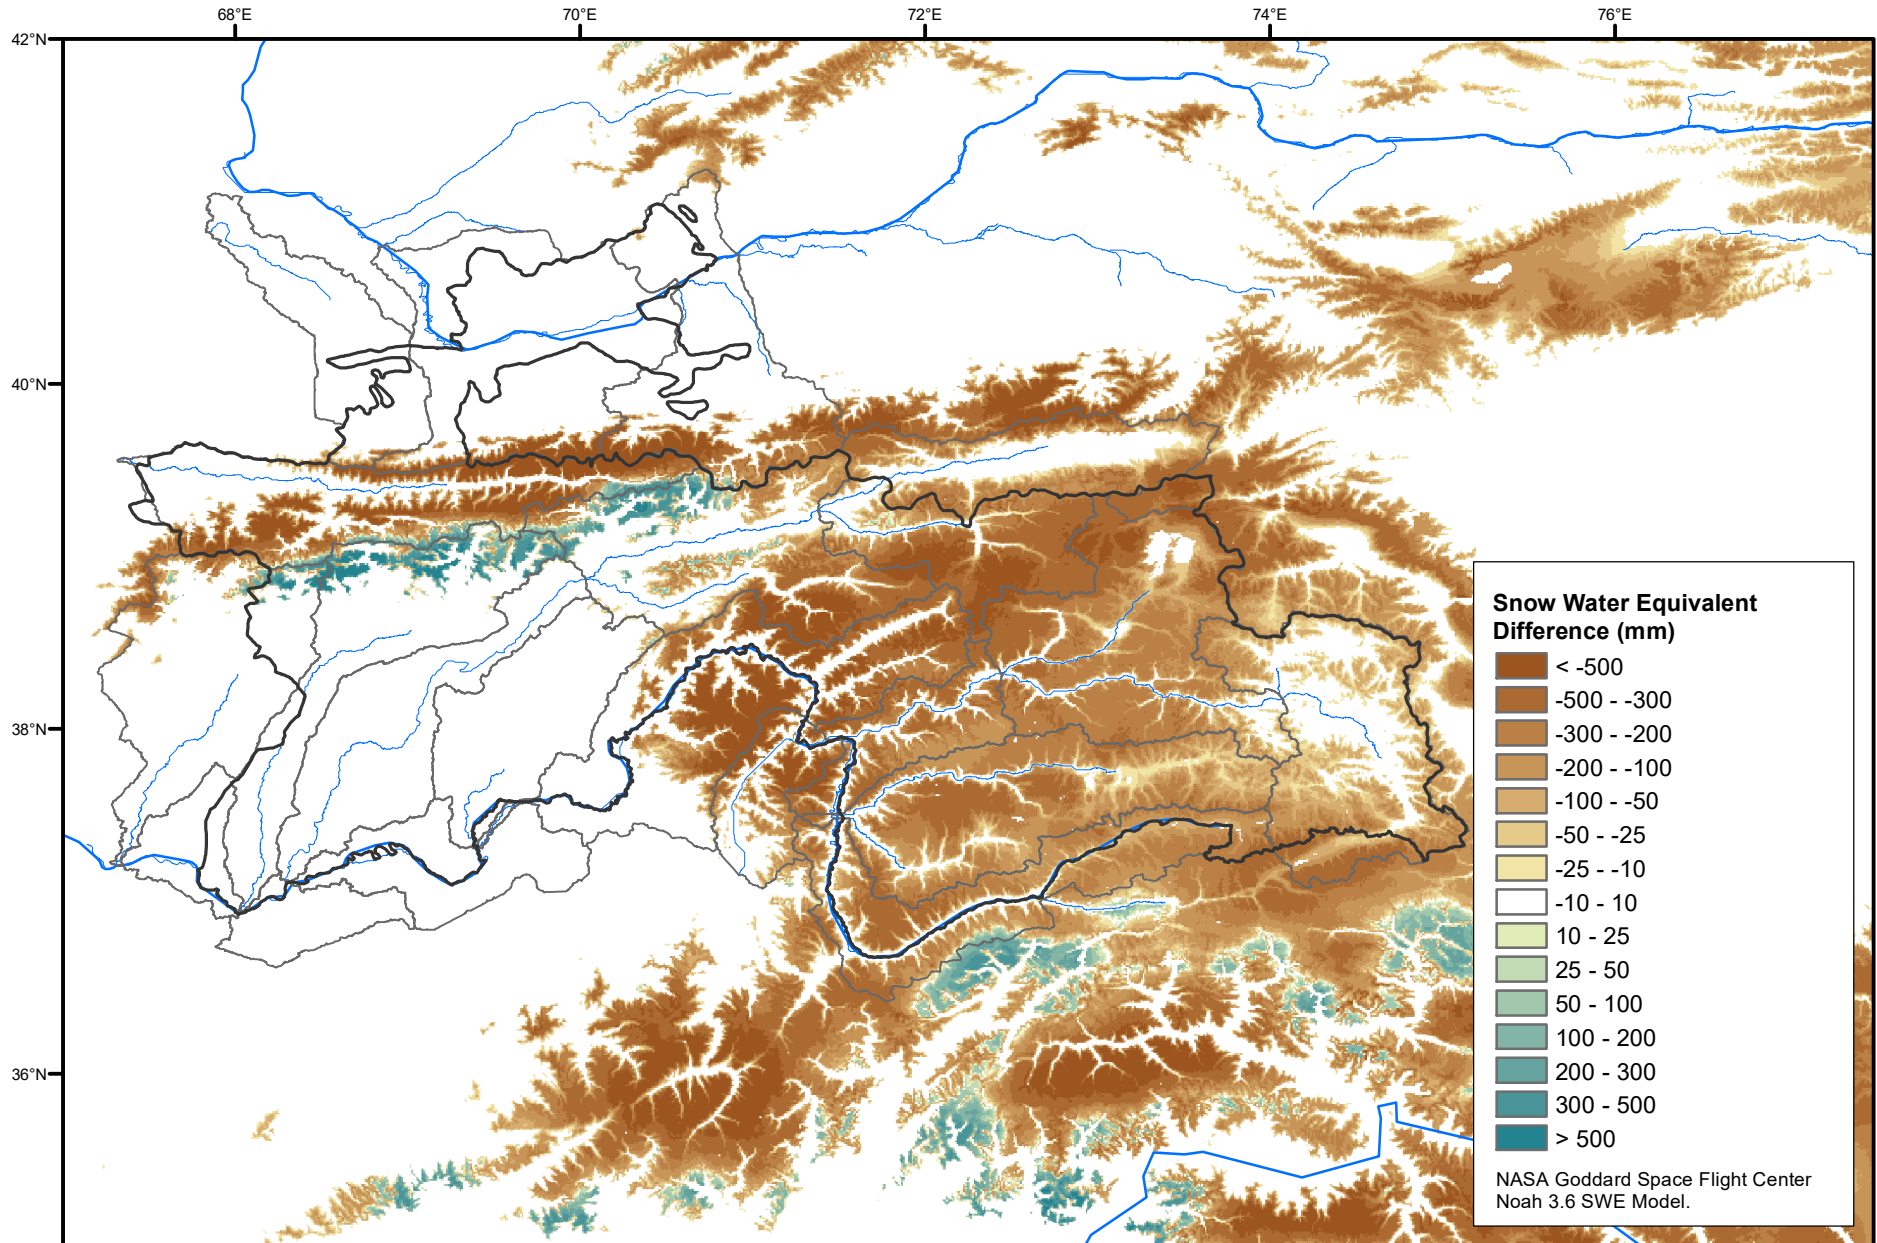 68°E
70°E
72°E
74°E
76°E
42°N
40°N
38°N
36°N
Snow Water Equivalent
Difference (mm)
< -500
-500 - -300
-300 - -200
-200 - -100
-100 - -50
-50 - -25
-25 - -10
-10 - 10
10 - 25
25 - 50
50 - 100
100 - 200
200 - 300
300 - 500
> 500
NASA Goddard Space Flight Center
Noah 3.6 SWE Model.